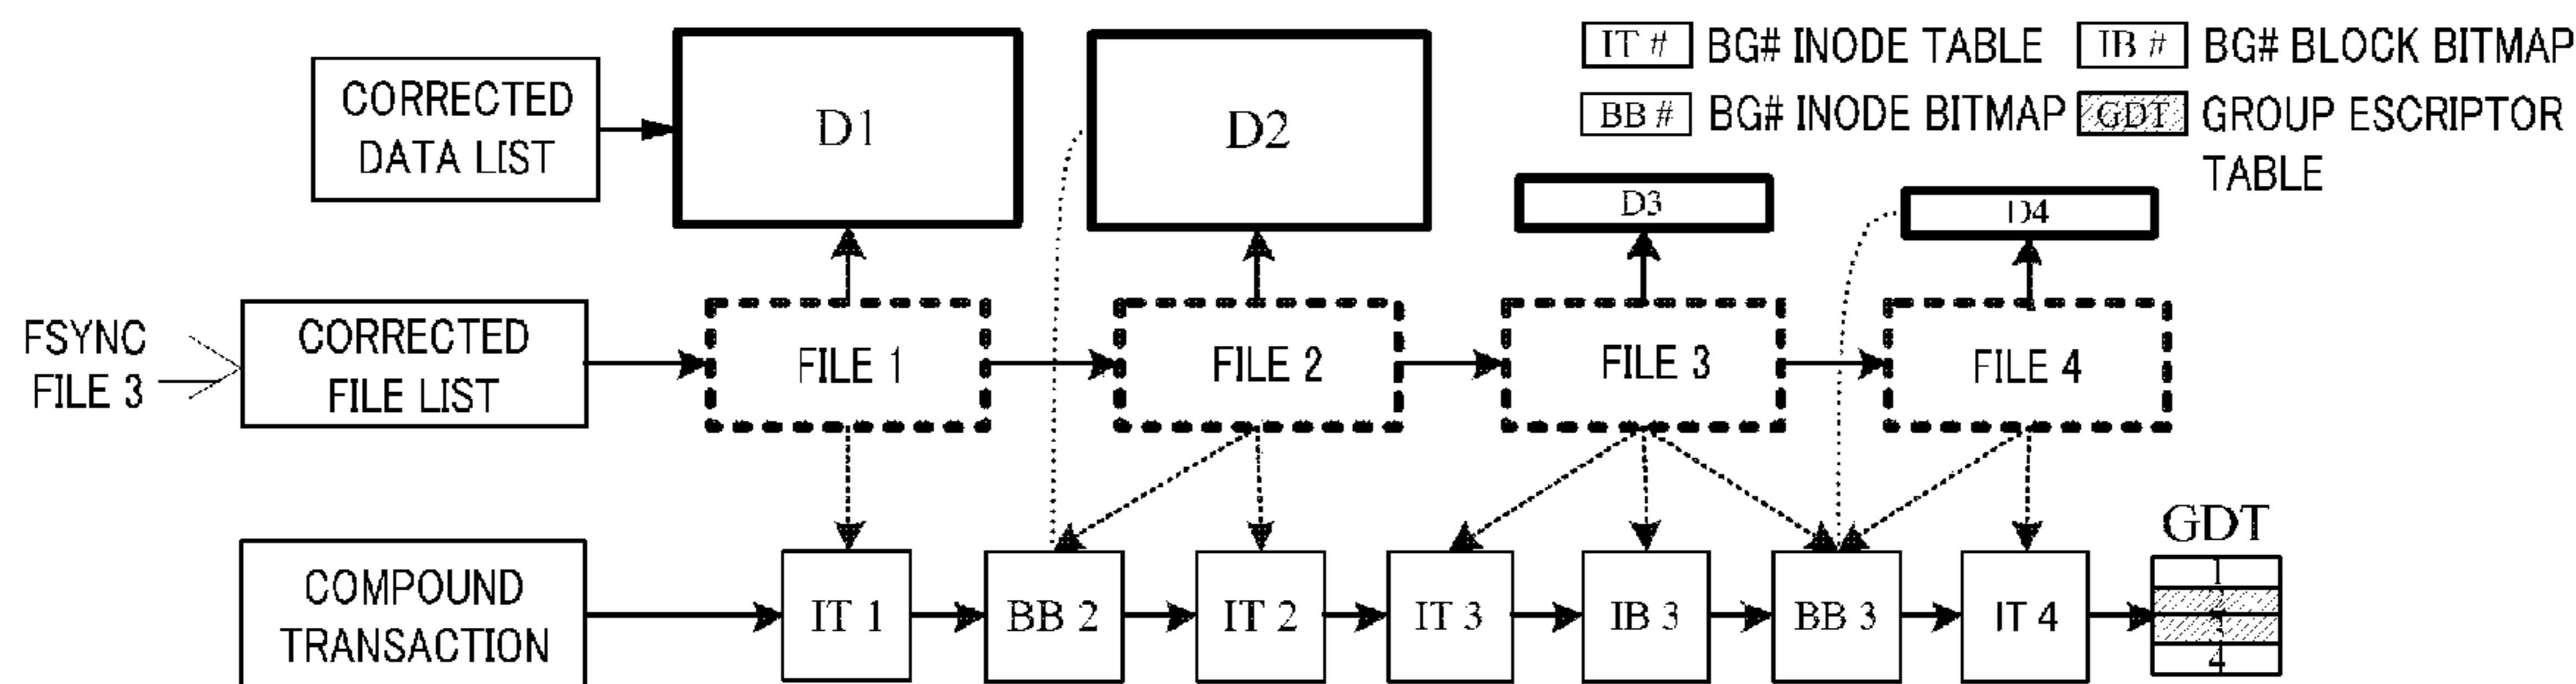 IT # BG# INODE TABLE IB # BG# BLOCK BITMAP
BB # BG# INODE BITMAP GDT GROUP ESCRIPTOR
TABLE
CORRECTED
DATA LIST
D1
D2
D3
D4
FSYNC
FILE 3
CORRECTED
FILE LIST
FILE 1
FILE 2
FILE 3
FILE 4
COMPOUND
TRANSACTION
IT 1
BB 2
IT 2
IT 3
IB 3
BB 3
IT 4
GDT
1
4